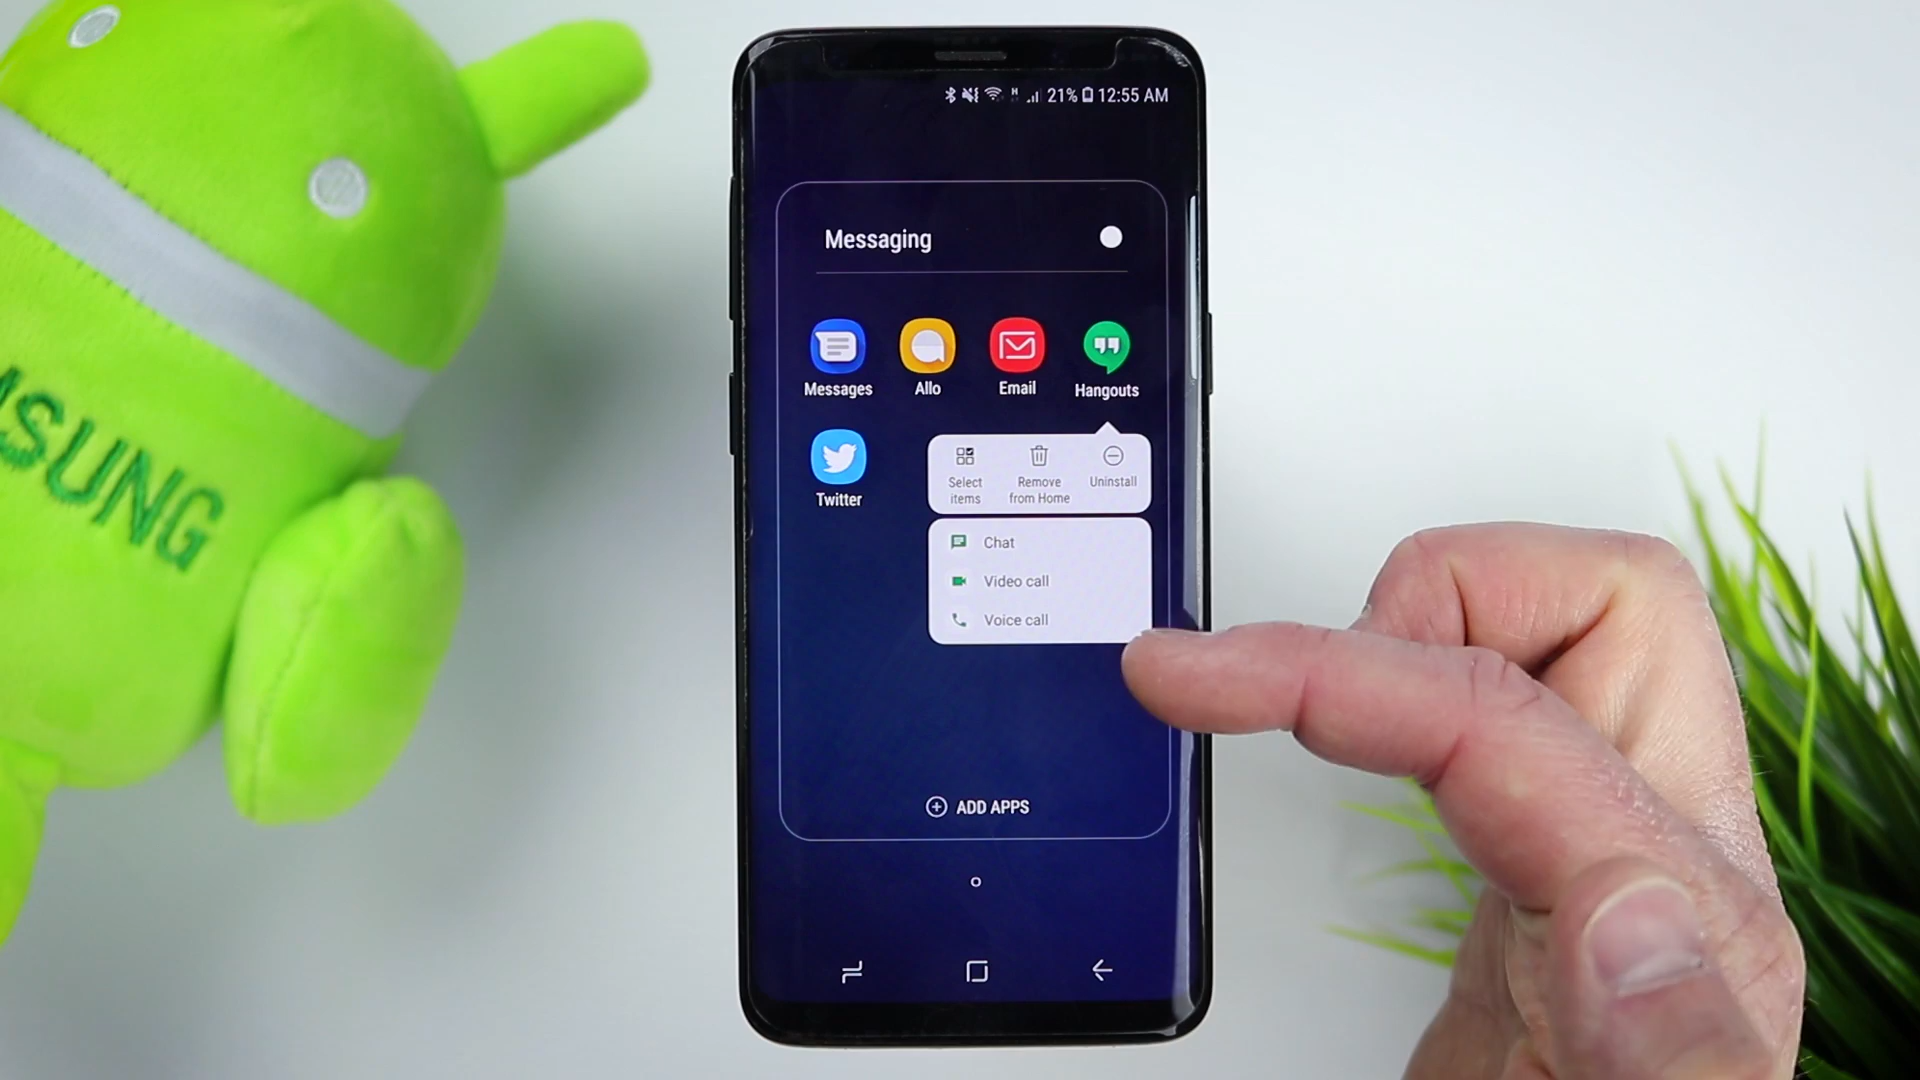 21% 12:55 AM
Messaging
Messages Allo Email Hangouts
Twitter
Select items
Remove from Home
Uninstall
Chat
Video call
Voice call
ADD APPS
SUNG